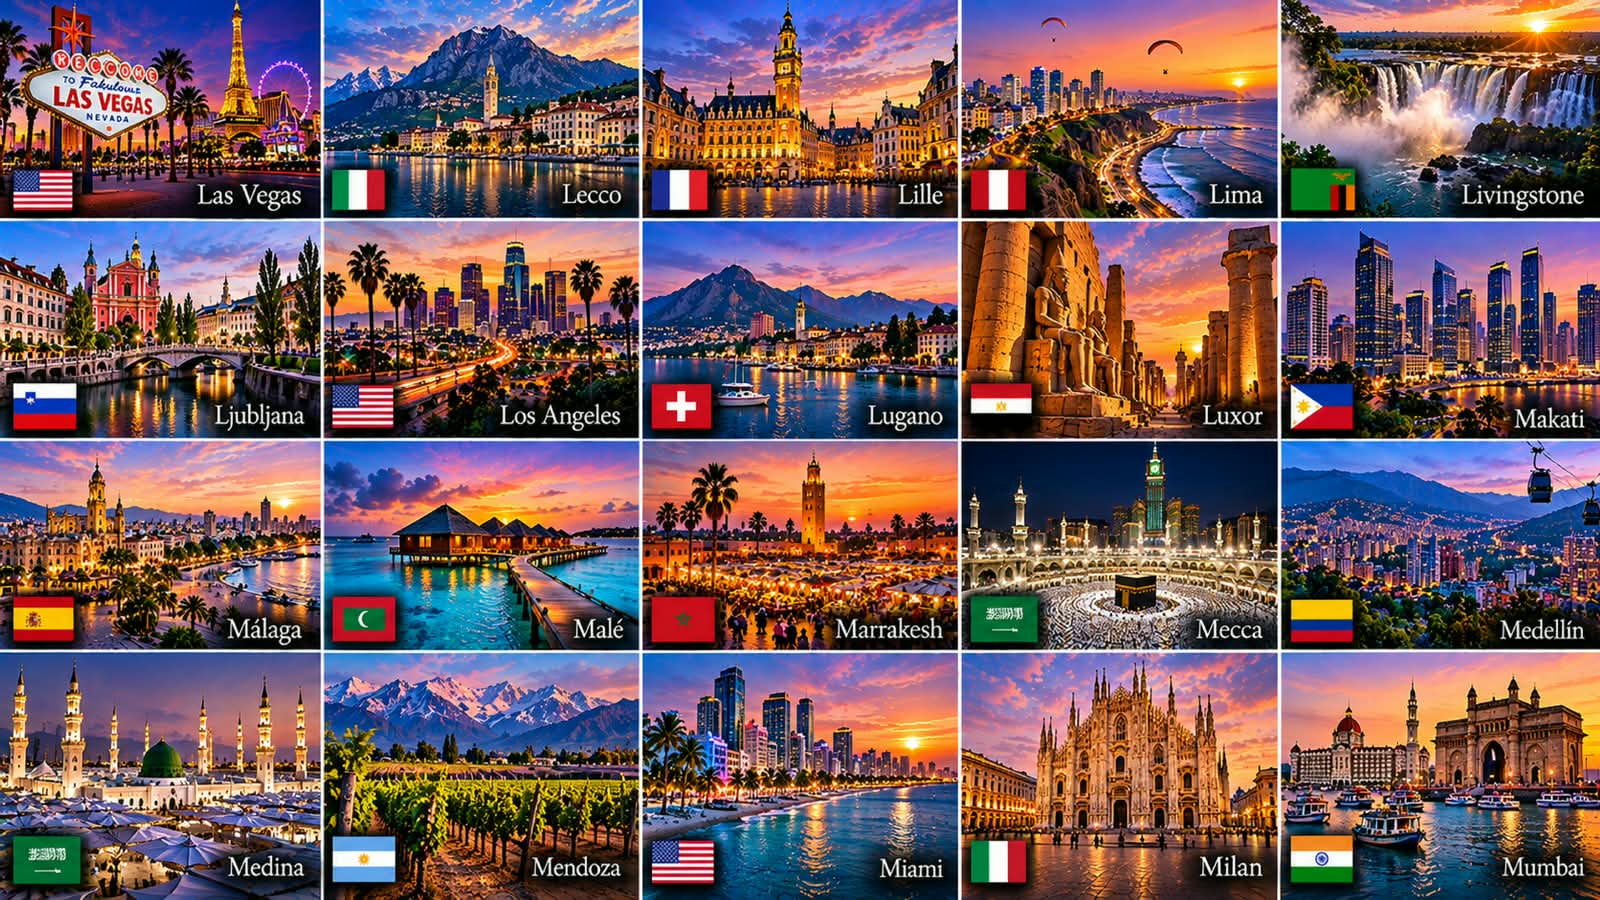 RECCOME
TO Fabulous
LAS VEGAS
NEVADA
Las Vegas
Lecco
Lille
Lima
Livingstone
Ljubljana
Los Angeles
Lugano
Luxor
Makati
Málaga
Malé
Marrakesh
Mecca
Medellín
Medina
Mendoza
Miami
Milan
Mumbai